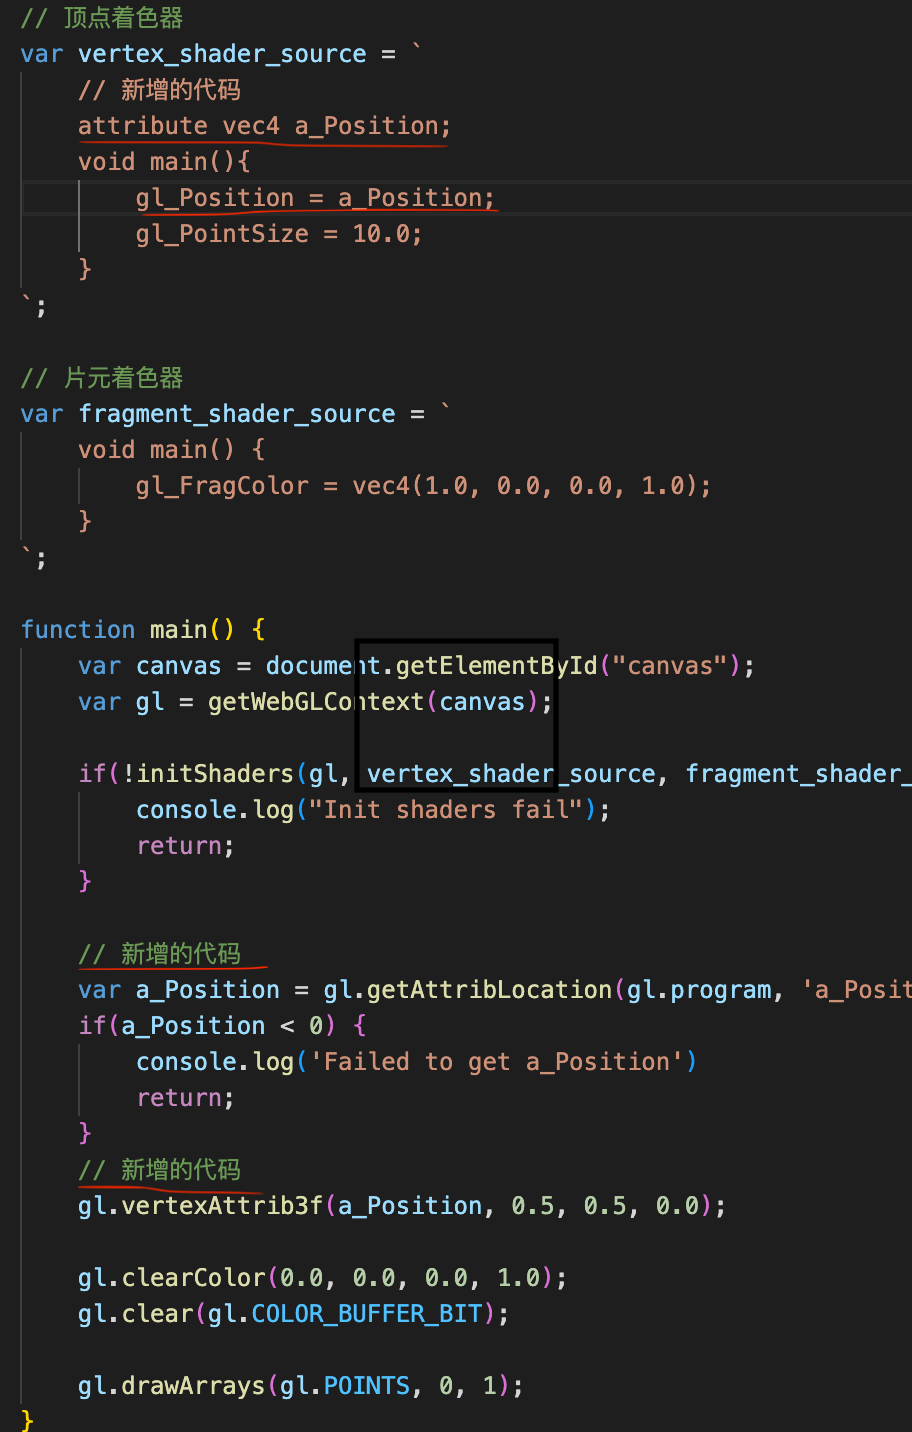 // 顶点着色器
var vertex_shader_source = `
// 新增的代码
attribute vec4 a_Position;
void main(){
gl_Position = a_Position;
gl_PointSize = 10.0;
}
`;
// 片元着色器
var fragment_shader_source = `
void main() {
gl_FragColor = vec4(1.0, 0.0, 0.0, 1.0);
}
`;
function main() {
var canvas = document.getElementById("canvas");
var gl = getWebGLContext(canvas);
if(!initShaders(gl, vertex_shader_source, fragment_shader_
console.log("Init shaders fail");
return;
}
// 新增的代码
var a_Position = gl.getAttribLocation(gl.program, 'a_Posit
if(a_Position < 0) {
console.log('Failed to get a_Position')
return;
}
// 新增的代码
gl.vertexAttrib3f(a_Position, 0.5, 0.5, 0.0);
gl.clearColor(0.0, 0.0, 0.0, 1.0);
gl.clear(gl.COLOR_BUFFER_BIT);
gl.drawArrays(gl.POINTS, 0, 1);
}